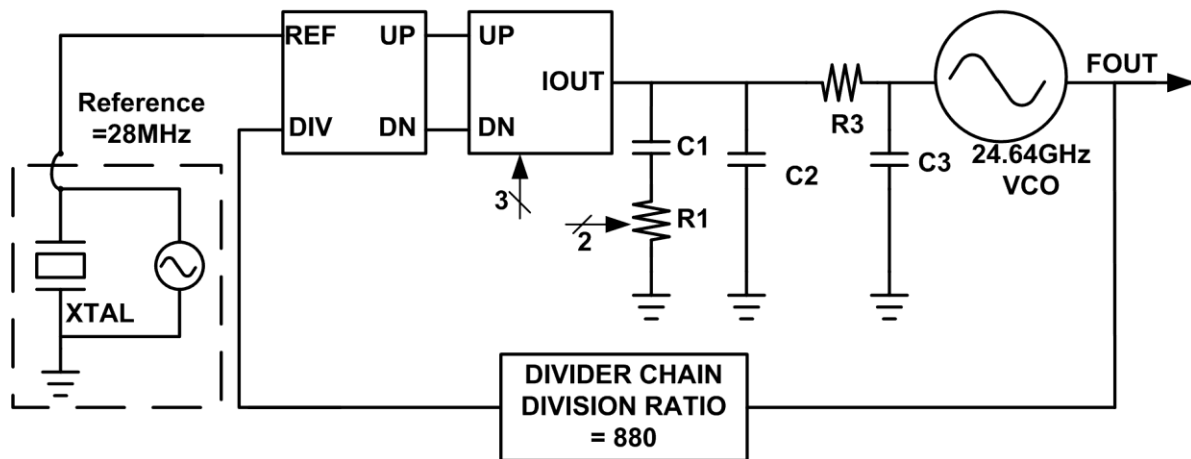 REF
UP
UP
IOUT
FOUT
Reference
=28MHz
DIV
DN
DN
R3
C1
C2
C3
24.64GHz
VCO
3
2
R1
XTAL
DIVIDER CHAIN
DIVISION RATIO
= 880